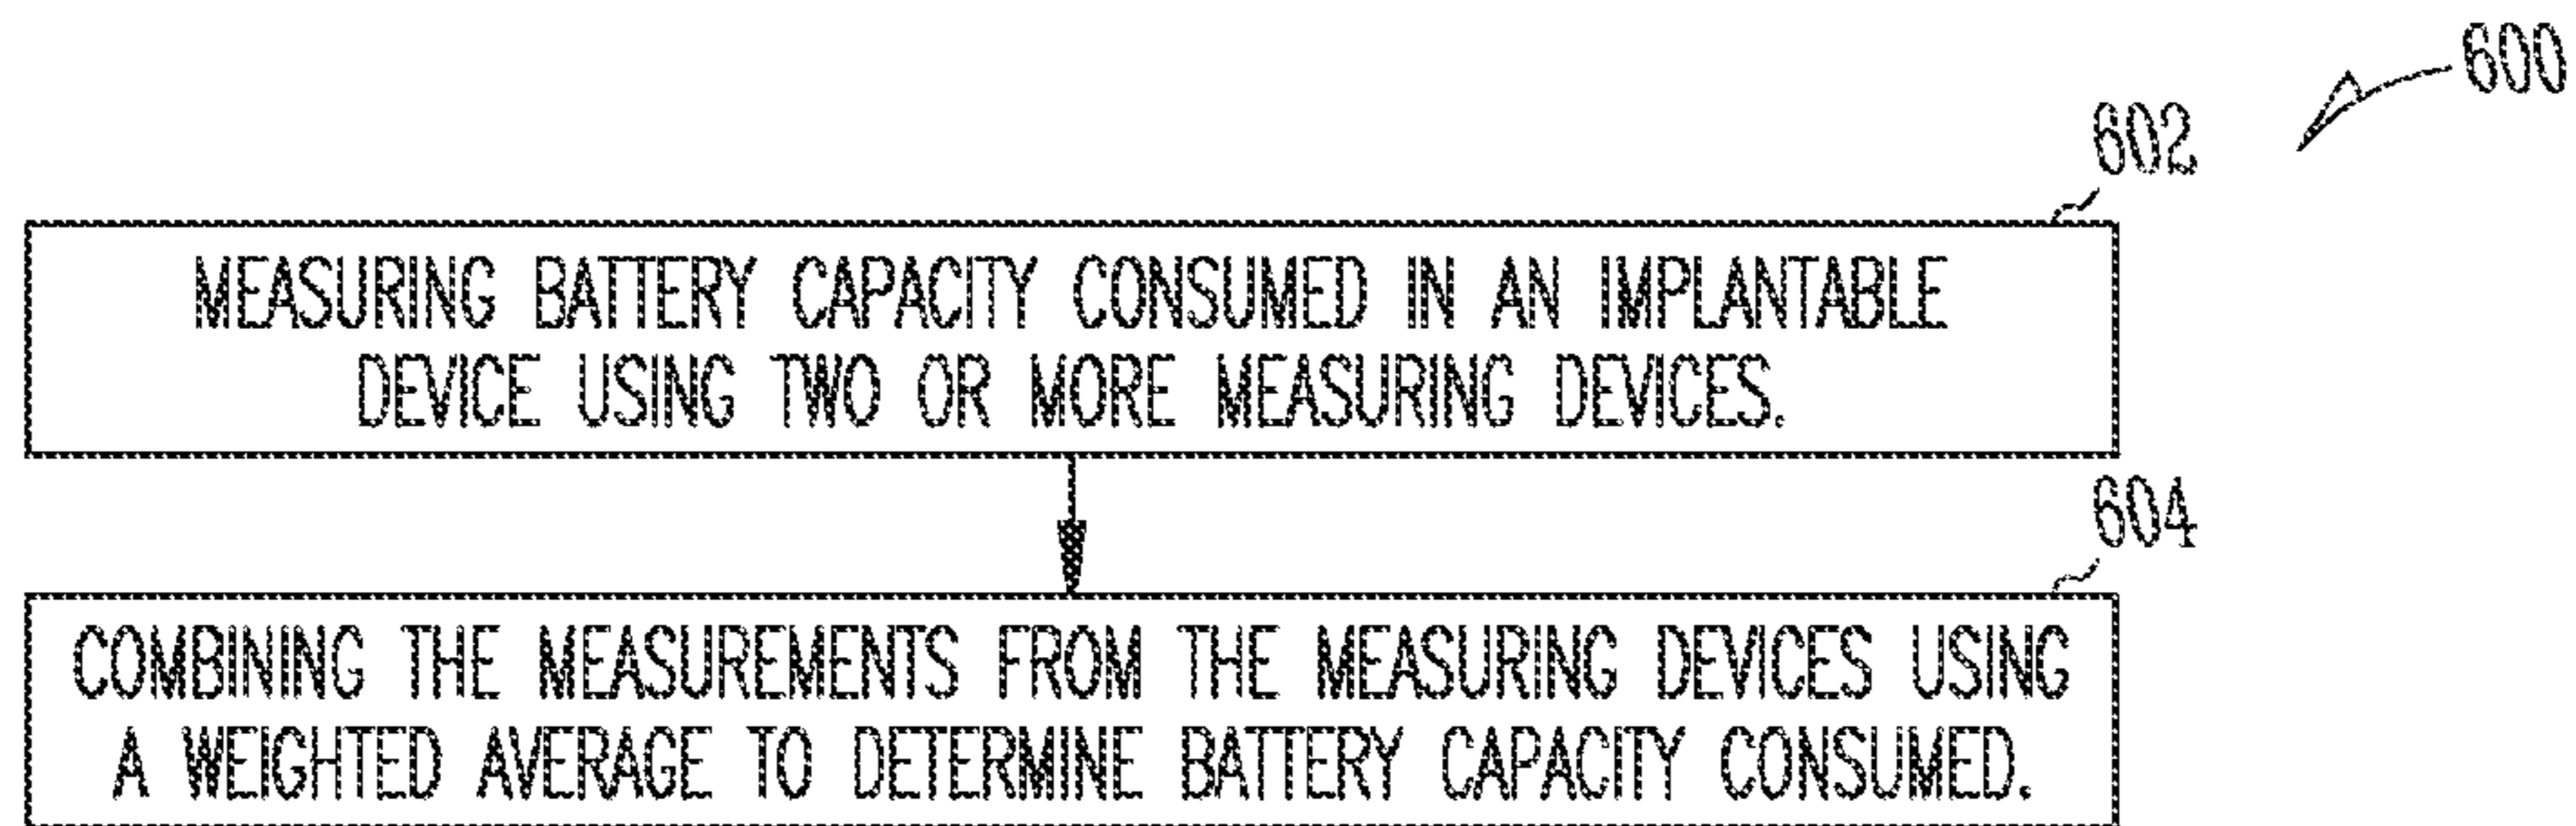 600
602
MEASURING BATTERY CAPACITY CONSUMED IN AN IMPLANTABLE
DEVICE USING TWO OR MORE MEASURING DEVICES.
604
COMBINING THE MEASUREMENTS FROM THE MEASURING DEVICES USING
A WEIGHTED AVERAGE TO DETERMINE BATTERY CAPACITY CONSUMED.